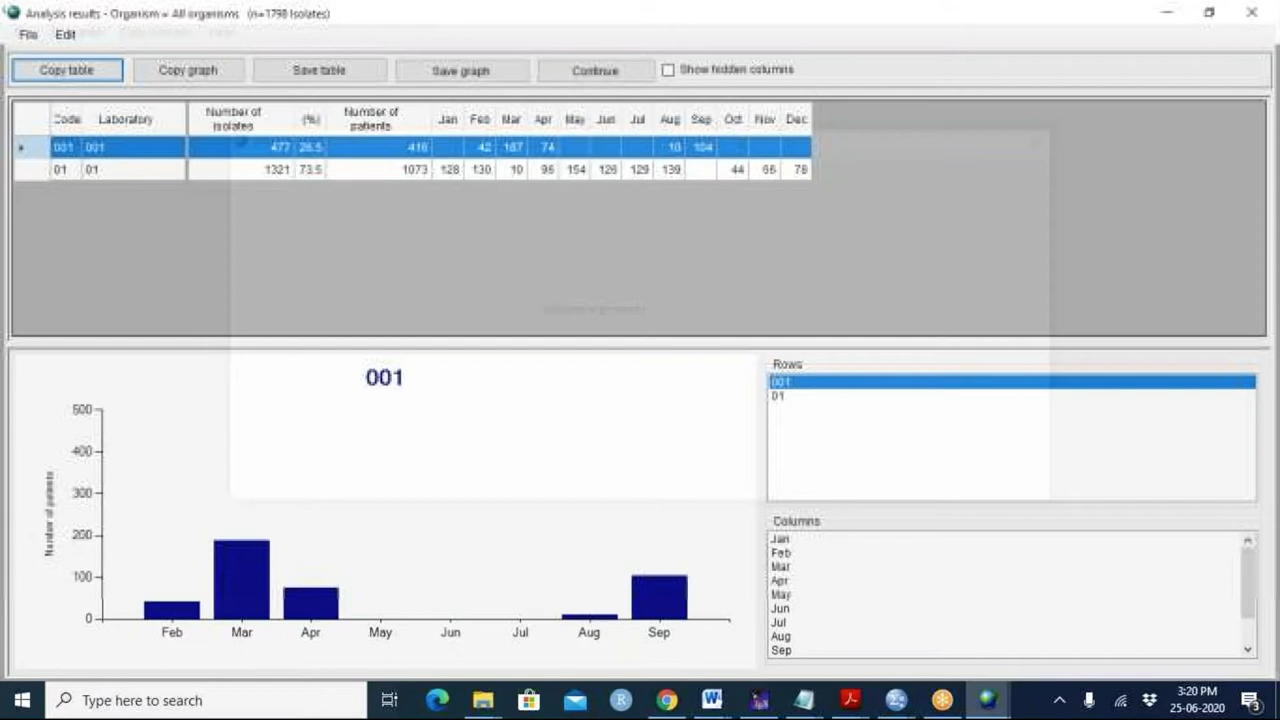 Analysis results - Organism = All organisms (n=1798 Isolates)
File Edit
Copy table Copy graph Save table Save graph Continue Show hidden columns
Code Laboratory Number of isolates (%) Number of patients Jan Feb Mar Apr May Jun Jul Aug Sep Oct Nov Dec
001 001 477 26.5 416 42 187 74 10 104
01 01 1321 73.5 1073 128 130 10 95 154 126 129 139 44 66 78
001
Number of patients
500
400
300
200
100
0
Feb Mar Apr May Jun Jul Aug Sep
Rows
001
01
Columns
Jan
Feb
Mar
Apr
May
Jun
Jul
Aug
Sep
Type here to search
3:20 PM
25-06-2020
3